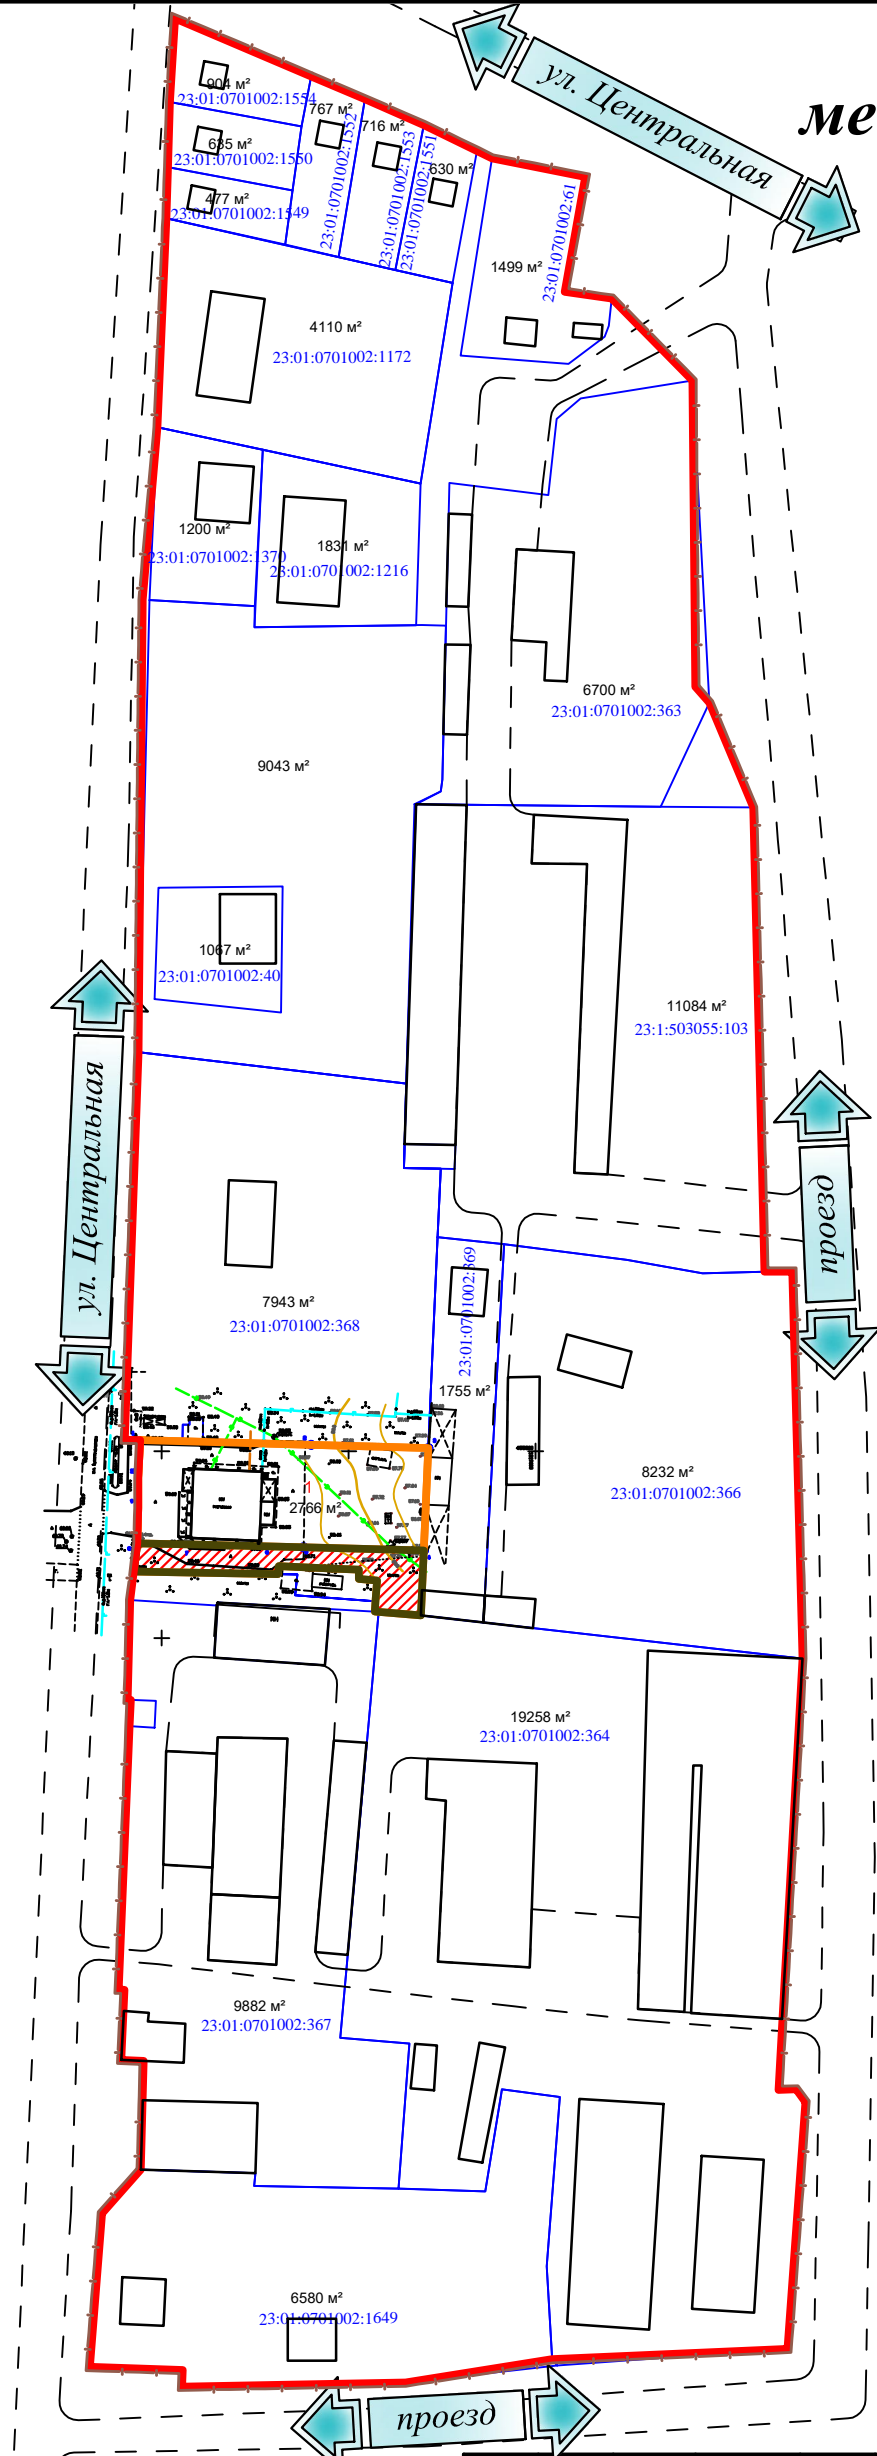 ул. Центральная
ме
904 м²
23:01:0701002:1554
767 м²
23:01:0701002:1552
716 м²
23:01:0701002:1553
635 м²
23:01:0701002:1550
630 м²
23:01:0701002:1551
477 м²
23:01:0701002:1549
1499 м²
23:01:0701002:61
4110 м²
23:01:0701002:1172
1200 м²
23:01:0701002:1370
1831 м²
23:01:0701002:1216
6700 м²
23:01:0701002:363
9043 м²
1067 м²
23:01:0701002:40
11084 м²
23:1:503055:103
ул. Центральная
проезд
7943 м²
23:01:0701002:368
23:01:0701002:369
1755 м²
8232 м²
23:01:0701002:366
1
2766 м²
19258 м²
23:01:0701002:364
9882 м²
23:01:0701002:367
6580 м²
23:01:0701002:1649
проезд